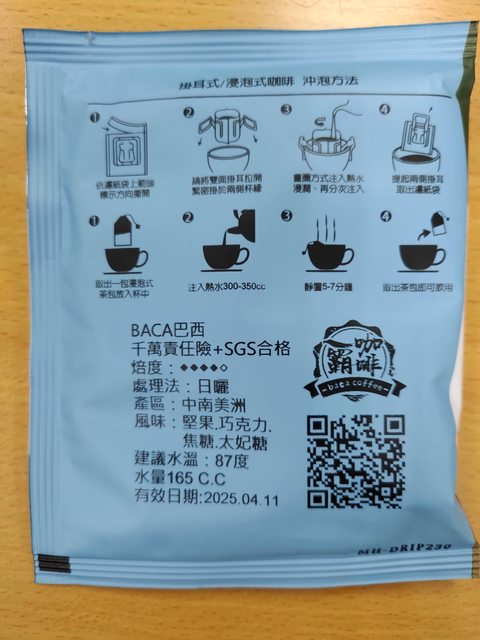 掛耳式/浸泡式咖啡 沖泡方法
1
2
3
4
依濾紙袋上箭頭
標示方向撕開
請將雙面掛耳拉開
緊密掛於兩側杯緣
畫圈方式注入熱水
浸潤，再分次注入
提起兩側掛耳
取出濾紙袋
1
2
3
4
取出一包浸泡式
茶包放入杯中
注入熱水300-350cc
靜置5-7分鐘
取出茶包即可飲用
BACA巴西
千萬責任險+SGS合格
焙度：◆◆◆◆◇
處理法：日曬
產區：中南美洲
風味：堅果.巧克力.
焦糖.太妃糖
建議水溫：87度
水量165 C.C
有效日期:2025.04.11
一咖
霸啡
baca coffee
MH-DRIP230